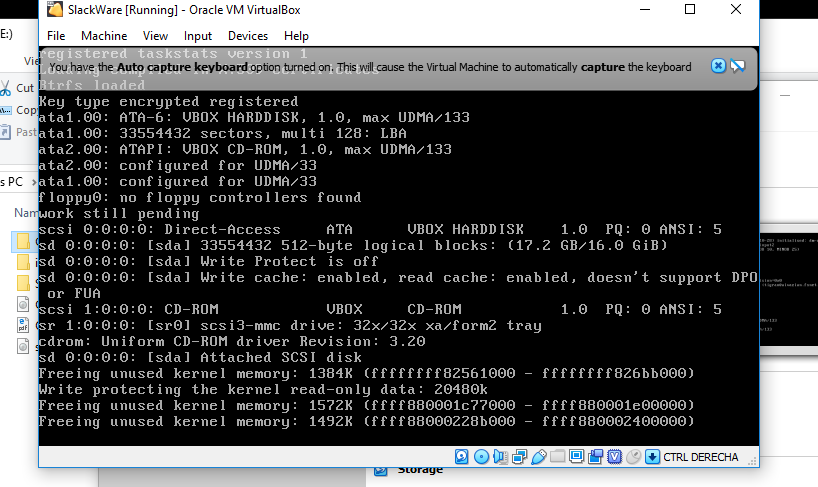 SlackWare [Running] - Oracle VM VirtualBox
E:)
File Machine View Input Devices Help
registered taskstats version 1
You have the Auto capture keyboard option turned on. This will cause the Virtual Machine to automatically capture the keyboard
Btrfs loaded
Key type encrypted registered
ata1.00: ATA-6: VBOX HARDDISK, 1.0, max UDMA/133
ata1.00: 33554432 sectors, multi 128: LBA
ata2.00: ATAPI: VBOX CD-ROM, 1.0, max UDMA/133
ata2.00: configured for UDMA/33
ata1.00: configured for UDMA/33
floppy0: no floppy controllers found
work still pending
scsi 0:0:0:0: Direct-Access ATA VBOX HARDDISK 1.0 PQ: 0 ANSI: 5
sd 0:0:0:0: [sda] 33554432 512-byte logical blocks: (17.2 GB/16.0 GiB)
sd 0:0:0:0: [sda] Write Protect is off
sd 0:0:0:0: [sda] Write cache: enabled, read cache: enabled, doesn't support DPO
or FUA
scsi 1:0:0:0: CD-ROM VBOX CD-ROM 1.0 PQ: 0 ANSI: 5
sr 1:0:0:0: [sr0] scsi3-mmc drive: 32x/32x xa/form2 tray
cdrom: Uniform CD-ROM driver Revision: 3.20
sd 0:0:0:0: [sda] Attached SCSI disk
Freeing unused kernel memory: 1384K (ffffffff82561000 - ffffffff826bb000)
Write protecting the kernel read-only data: 20480k
Freeing unused kernel memory: 1572K (ffff880001c77000 - ffff880001e00000)
Freeing unused kernel memory: 1492K (ffff88000228b000 - ffff880002400000)
CTRL DERECHA
Storage
Vie
Cut
Copy
Paste
s PC
Nam